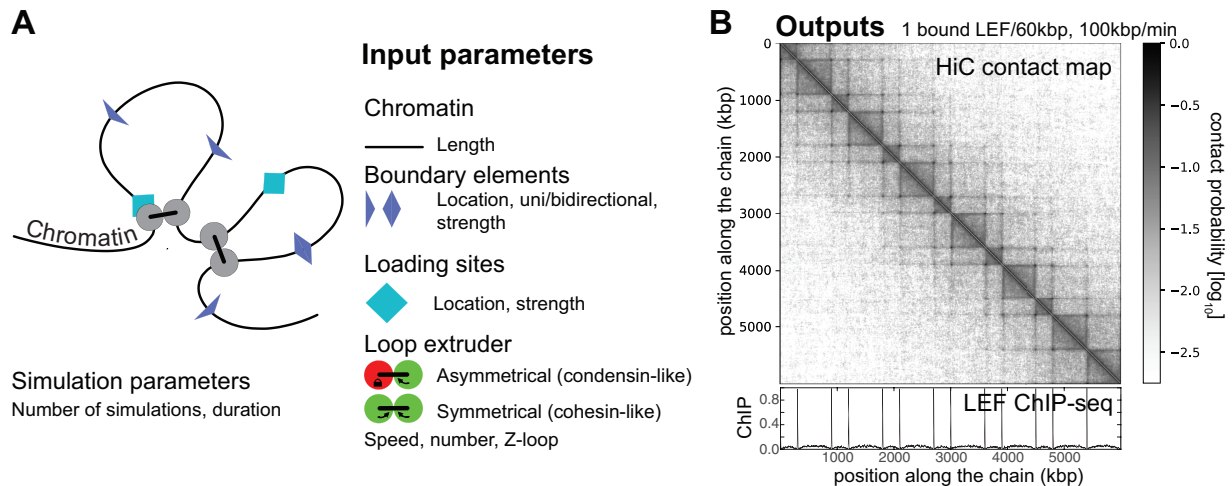 A
Input parameters
Chromatin
Length
Boundary elements
Location, uni/bidirectional,
strength
Loading sites
Location, strength
Loop extruder
Asymmetrical (condensin-like)
Symmetrical (cohesin-like)
Speed, number, Z-loop
Chromatin
Simulation parameters
Number of simulations, duration
B
Outputs 1 bound LEF/60kbp, 100kbp/min
HiC contact map
position along the chain (kbp)
0
1000
2000
3000
4000
5000
0.0
−0.5
−1.0
−1.5
−2.0
−2.5
contact probability [log10]
LEF ChIP-seq
ChIP
0.8
0.4
0.0
1000 2000 3000 4000 5000
position along the chain (kbp)